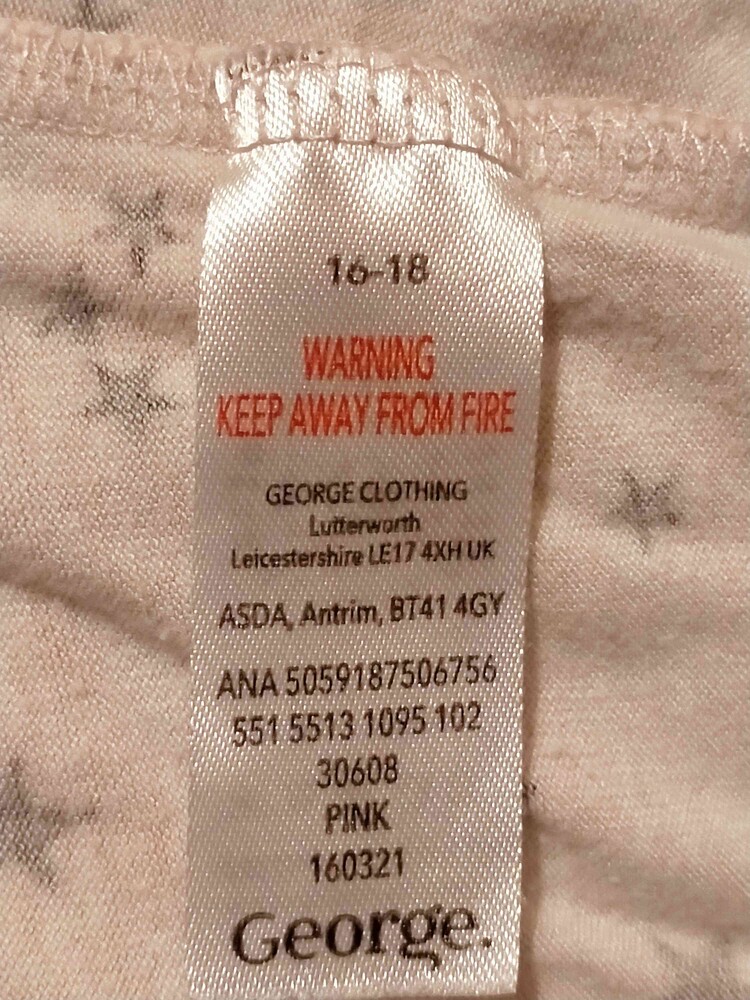 16-18
WARNING
KEEP AWAY FROM FIRE
GEORGE CLOTHING
Lutterworth
Leicestershire LE17 4XH UK
ASDA, Antrim, BT41 4GY
ANA 5059187506756
551 5513 1095 102
30608
PINK
160321
George.